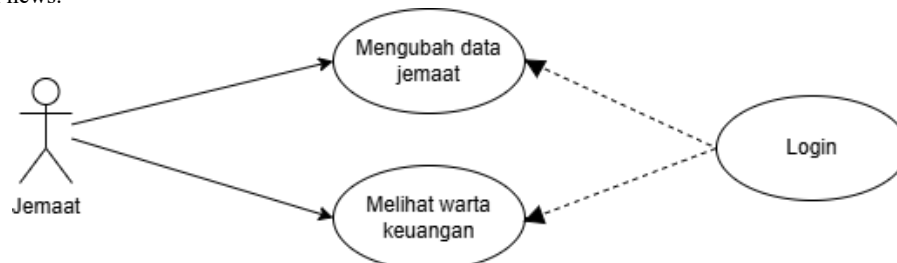 news.
Mengubah data
jemaat
Login
Jemaat
Melihat warta
keuangan